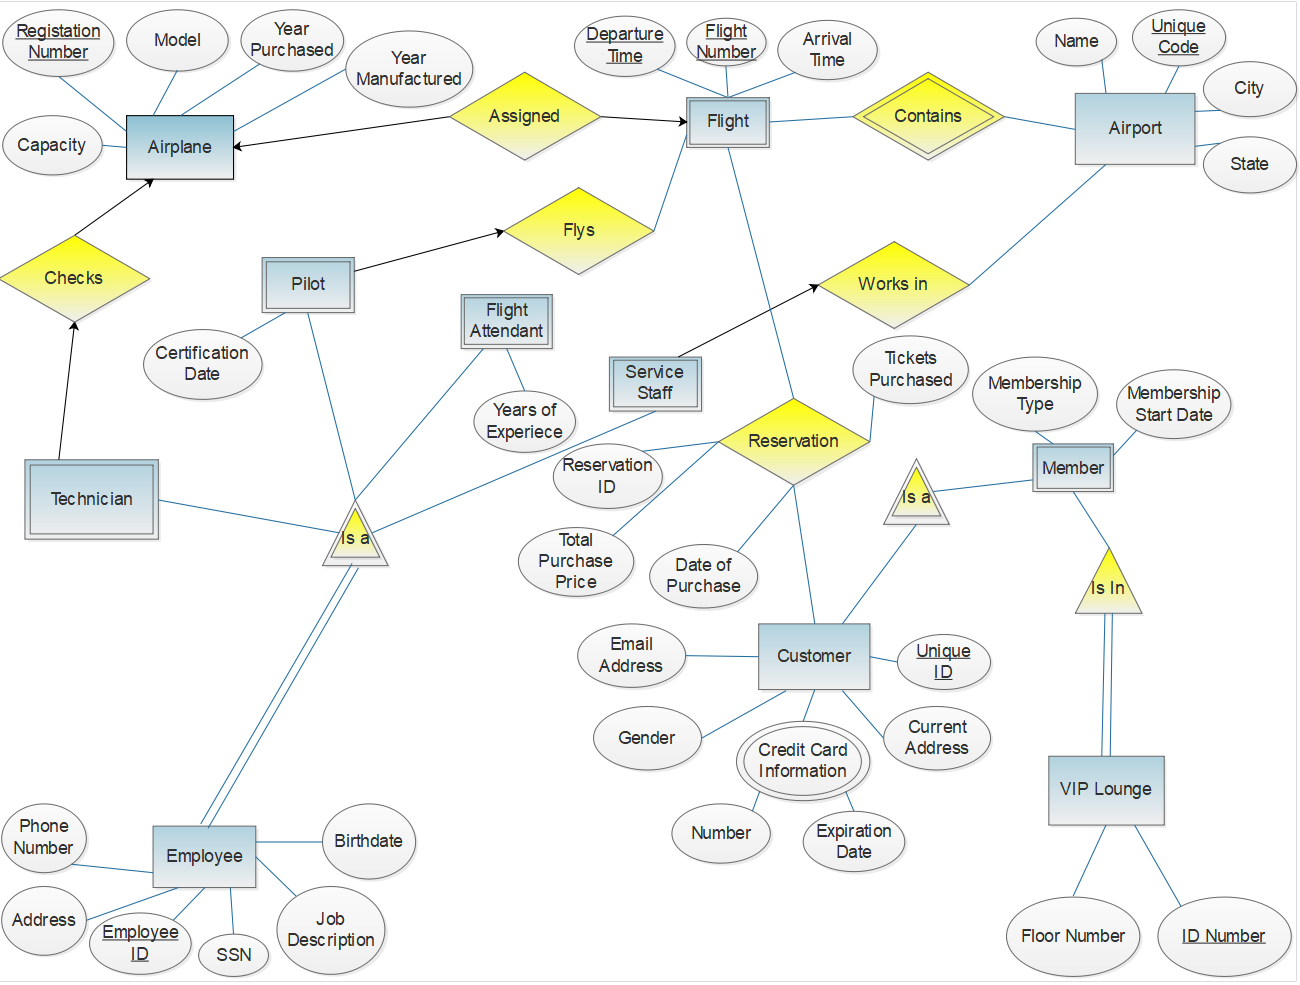 Registation
Number
Model
Year
Purchased
Year
Manufactured
Departure
Time
Flight
Number
Arrival
Time
Name
Unique
Code
City
State
Capacity
Airplane
Assigned
Flight
Contains
Airport
Checks
Pilot
Flys
Works in
Certification
Date
Flight
Attendant
Years of
Experiece
Service
Staff
Tickets
Purchased
Membership
Type
Membership
Start Date
Reservation
Reservation
ID
Member
Technician
Is a
Is a
Total
Purchase
Price
Date of
Purchase
Is In
Email
Address
Customer
Unique
ID
Gender
Credit Card
Information
Current
Address
Number
Expiration
Date
VIP Lounge
Phone
Number
Employee
Birthdate
Address
Employee
ID
SSN
Job
Description
Floor Number
ID Number